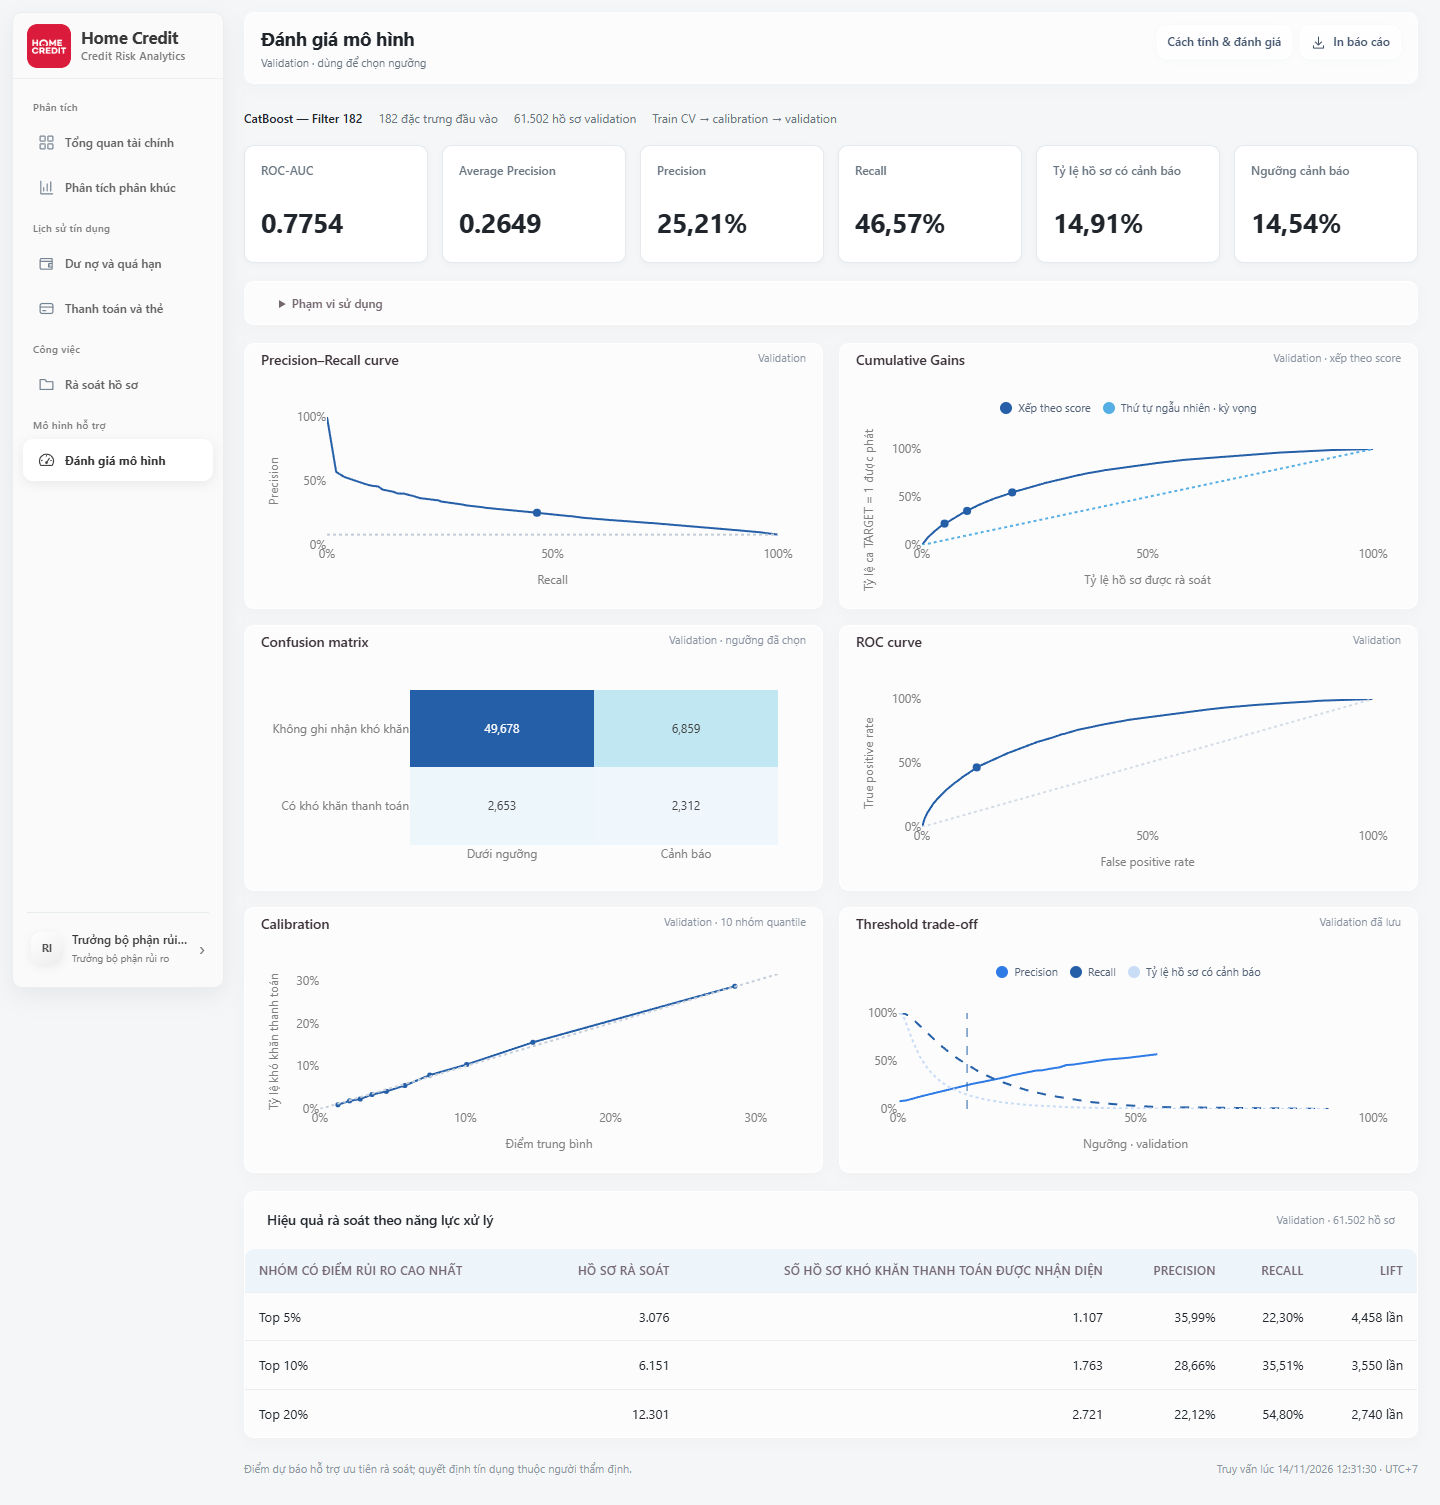 HOME
CREDIT
Home Credit
Credit Risk Analytics
Phân tích
Tổng quan tài chính
Phân tích phân khúc
Lịch sử tín dụng
Dư nợ và quá hạn
Thanh toán và thẻ
Công việc
Rà soát hồ sơ
Mô hình hỗ trợ
Đánh giá mô hình
RI
Trưởng bộ phận rủi...
Trưởng bộ phận rủi ro
Đánh giá mô hình
Validation · dùng để chọn ngưỡng
Cách tính & đánh giá
In báo cáo
CatBoost — Filter 182 182 đặc trưng đầu vào 61.502 hồ sơ validation Train CV → calibration → validation
ROC-AUC
0.7754
Average Precision
0.2649
Precision
25,21%
Recall
46,57%
Tỷ lệ hồ sơ có cảnh báo
14,91%
Ngưỡng cảnh báo
14,54%
Phạm vi sử dụng
Precision–Recall curve
Validation
100%
50%
0%
Precision
0%
50%
100%
Recall
Cumulative Gains
Validation · xếp theo score
Xếp theo score
Thứ tự ngẫu nhiên · kỳ vọng
Tỷ lệ ca TARGET = 1 được phát
100%
50%
0%
0%
50%
100%
Tỷ lệ hồ sơ được rà soát
Confusion matrix
Validation · ngưỡng đã chọn
Không ghi nhận khó khăn
49,678
6,859
Có khó khăn thanh toán
2,653
2,312
Dưới ngưỡng
Cảnh báo
ROC curve
Validation
True positive rate
100%
50%
0%
0%
50%
100%
False positive rate
Calibration
Validation · 10 nhóm quantile
Tỷ lệ khó khăn thanh toán
30%
20%
10%
0%
0%
10%
20%
30%
Điểm trung bình
Threshold trade-off
Validation đã lưu
Precision
Recall
Tỷ lệ hồ sơ có cảnh báo
100%
50%
0%
0%
50%
100%
Ngưỡng · validation
Hiệu quả rà soát theo năng lực xử lý
Validation · 61.502 hồ sơ
NHÓM CÓ ĐIỂM RỦI RO CAO NHẤT HỒ SƠ RÀ SOÁT SỐ HỒ SƠ KHÓ KHĂN THANH TOÁN ĐƯỢC NHẬN DIỆN PRECISION RECALL LIFT
Top 5% 3.076 1.107 35,99% 22,30% 4,458 lần
Top 10% 6.151 1.763 28,66% 35,51% 3,550 lần
Top 20% 12.301 2.721 22,12% 54,80% 2,740 lần
Điểm dự báo hỗ trợ ưu tiên rà soát; quyết định tín dụng thuộc người thẩm định.
Truy vấn lúc 14/11/2026 12:31:30 · UTC+7